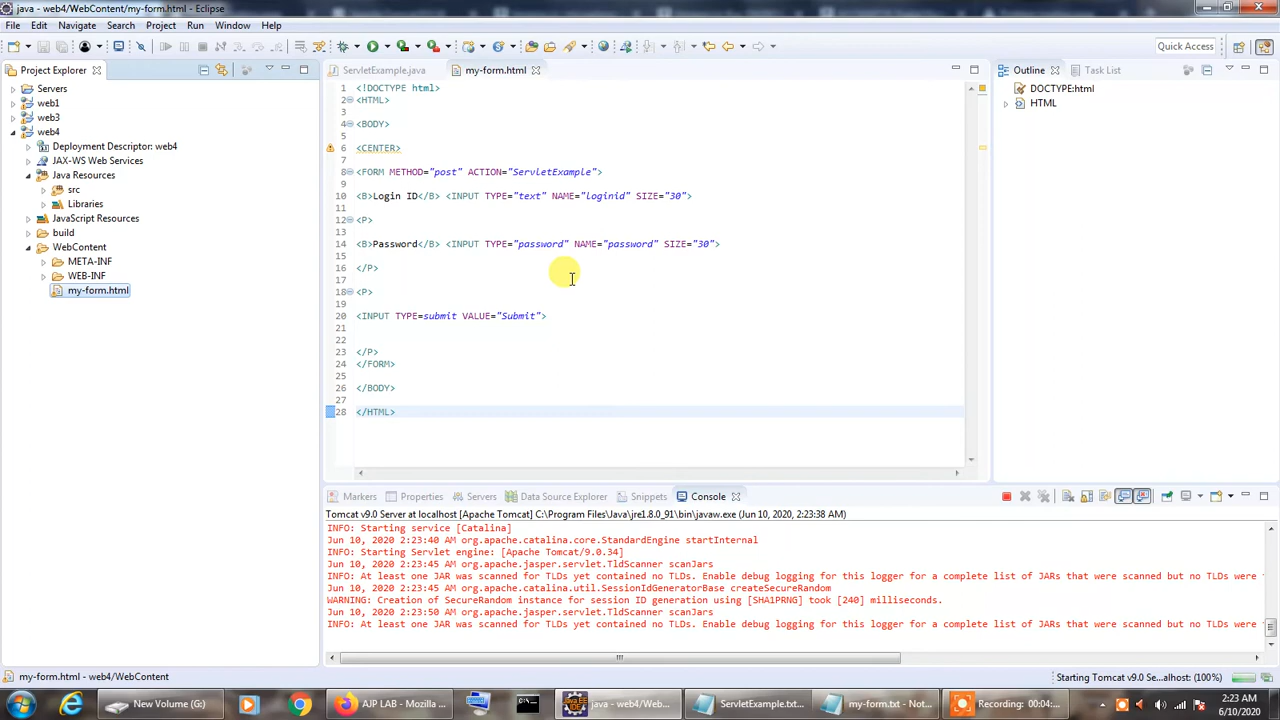 java - web4/WebContent/my-form.html - Eclipse
File Edit Navigate Search Project Run Window Help
Quick Access
Project Explorer
ServletExample.java
my-form.html
Outline
Task List
Servers
web1
web3
web4
Deployment Descriptor: web4
JAX-WS Web Services
Java Resources
src
Libraries
JavaScript Resources
build
WebContent
META-INF
WEB-INF
my-form.html
1 <!DOCTYPE html>
2 <HTML>
3
4 <BODY>
5
6 <CENTER>
7
8 <FORM METHOD="post" ACTION="ServletExample">
9
10 <B>Login ID</B> <INPUT TYPE="text" NAME="loginid" SIZE="30">
11
12 <P>
13
14 <B>Password</B> <INPUT TYPE="password" NAME="password" SIZE="30">
15
16 </P>
17
18 <P>
19
20 <INPUT TYPE=submit VALUE="Submit">
21
22
23 </P>
24 </FORM>
25
26 </BODY>
27
28 </HTML>
DOCTYPE:html
HTML
Markers Properties Servers Data Source Explorer Snippets Console
Tomcat v9.0 Server at localhost [Apache Tomcat] C:\Program Files\Java\jre1.8.0_91\bin\javaw.exe (Jun 10, 2020 2:23:38 AM)
INFO: Starting service [Catalina]
Jun 10, 2020 2:23:40 AM org.apache.catalina.core.StandardEngine startInternal
INFO: Starting Servlet engine: [Apache Tomcat/9.0.34]
Jun 10, 2020 2:23:45 AM org.apache.jasper.servlet.TldScanner scanJars
INFO: At least one JAR was scanned for TLDs yet contained no TLDs. Enable debug logging for this logger for a complete list of JARs that were scanned but no TLDs were
Jun 10, 2020 2:23:45 AM org.apache.catalina.util.SessionIdGeneratorBase createSecureRandom
WARNING: Creation of SecureRandom instance for session ID generation using [SHA1PRNG] took [240] milliseconds.
Jun 10, 2020 2:23:50 AM org.apache.jasper.servlet.TldScanner scanJars
INFO: At least one JAR was scanned for TLDs yet contained no TLDs. Enable debug logging for this logger for a complete list of JARs that were scanned but no TLDs were
my-form.html - web4/WebContent
Starting Tomcat v9.0 Se...alhost: (100%)
New Volume (G:)
AJP LAB - Mozilla ...
java - web4/Web...
ServletExample.txt...
my-form.txt - Not...
Recording: 00:04:...
2:23 AM
6/10/2020